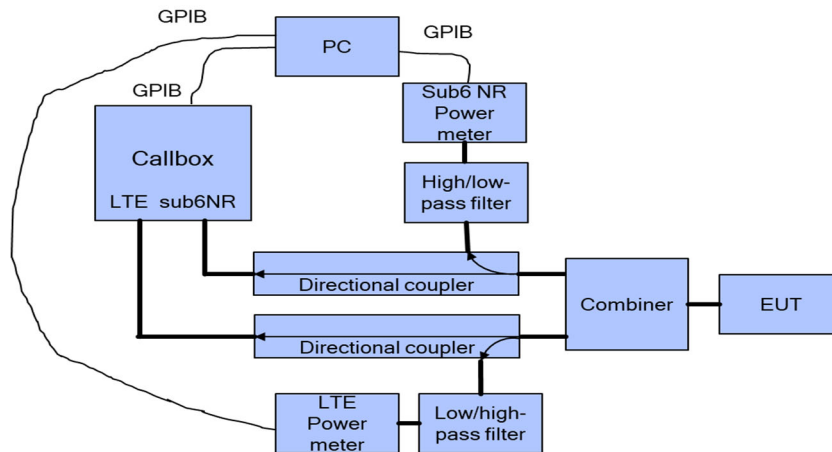 GPIB
PC
GPIB
GPIB
Sub6 NR
Power
meter
Callbox
LTE sub6NR
High/low-
pass filter
Directional coupler
Combiner
EUT
Directional coupler
LTE
Power
meter
Low/high-
pass filter